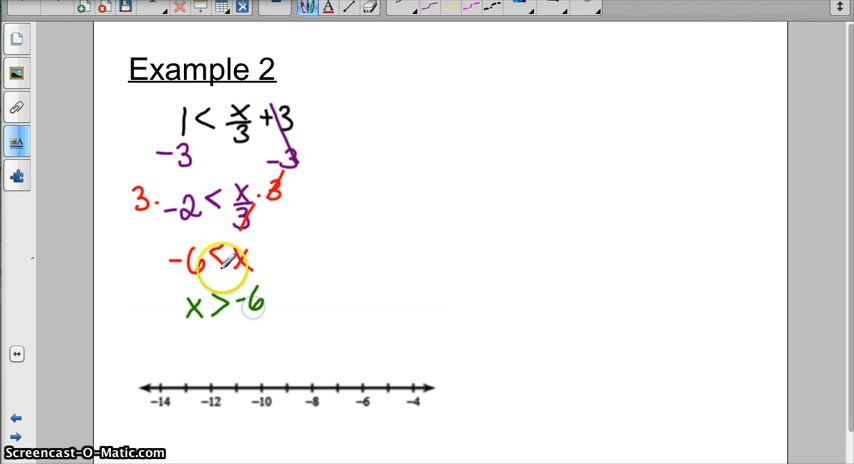 Example 2
1 < x/3 + 3
-3 -3
3 · -2 < x/3 · 3
-6 < x
x > -6
-14 -12 -10 -8 -6 -4
Screencast-O-Matic.com